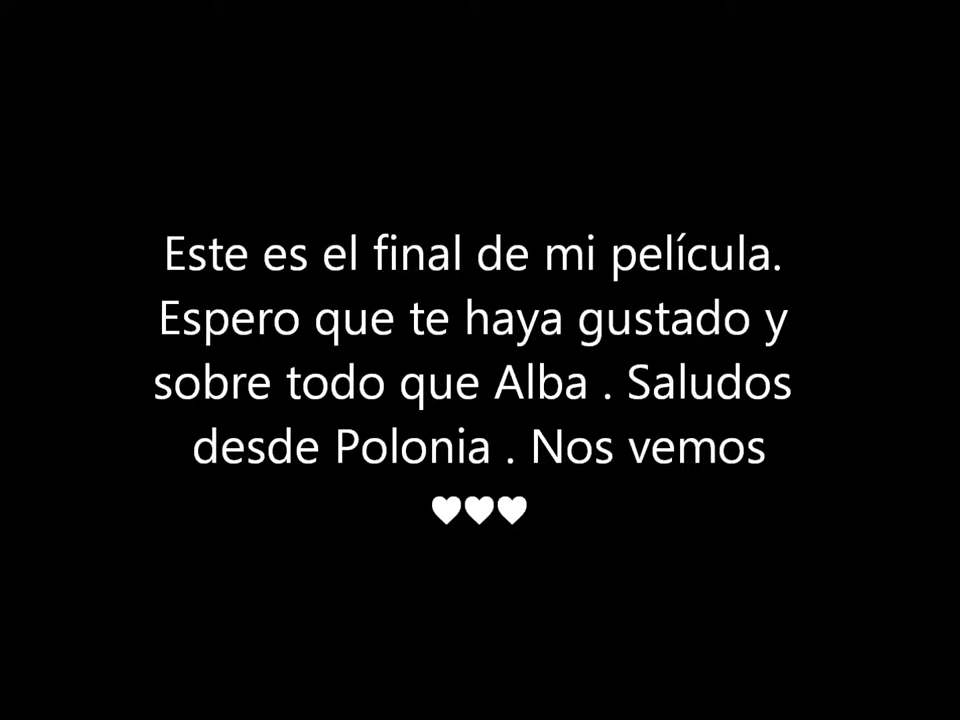 Este es el final de mi película.
Espero que te haya gustado y
sobre todo que Alba . Saludos
desde Polonia . Nos vemos
♥♥♥